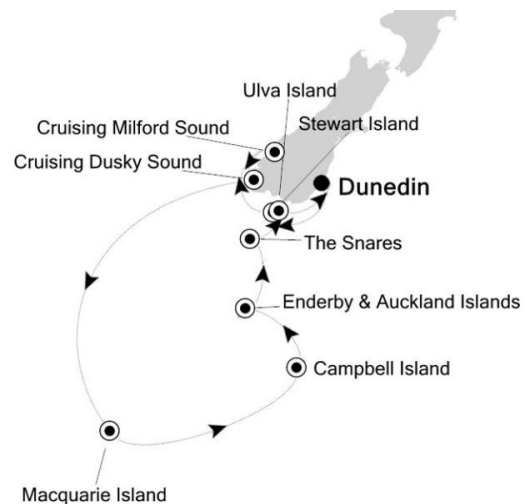 Ulva Island
Stewart Island
Cruising Milford Sound
Cruising Dusky Sound
Dunedin
The Snares
Enderby & Auckland Islands
Campbell Island
Macquarie Island